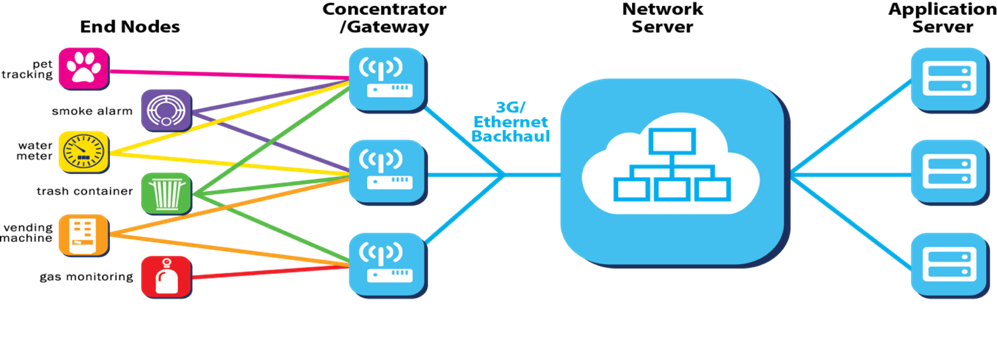 End Nodes
Concentrator
/Gateway
Network
Server
Application
Server
pet
tracking
smoke alarm
water
meter
trash container
vending
machine
gas monitoring
3G/
Ethernet
Backhaul